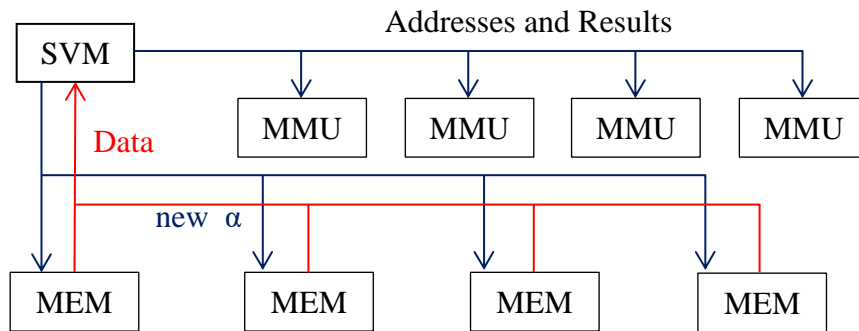 Addresses and Results
SVM
MMU MMU MMU MMU
Data
new α
MEM MEM MEM MEM